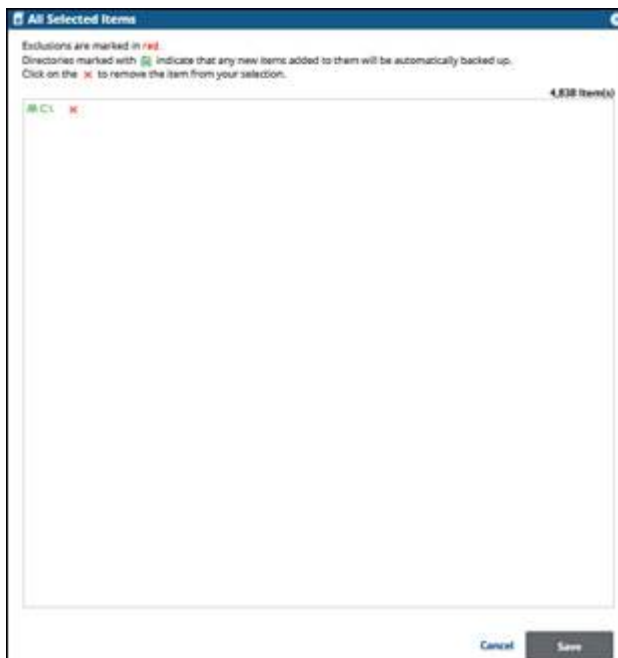 All Selected Items
Exclusions are marked in red.
Directories marked with indicate that any new items added to them will be automatically backed up.
Click on the x to remove the item from your selection.
4,838 Item(s)
C:\ x
Cancel Save